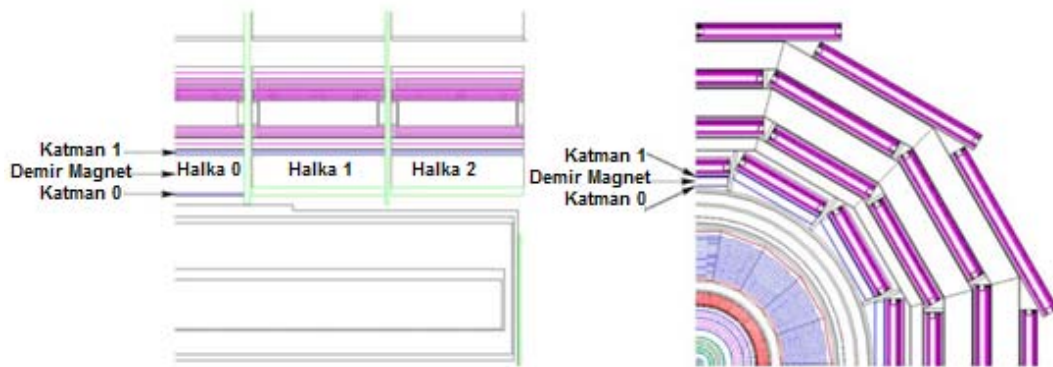 Katman 1
Demir Magnet
Katman 0
Halka 0
Halka 1
Halka 2
Katman 1
Demir Magnet
Katman 0